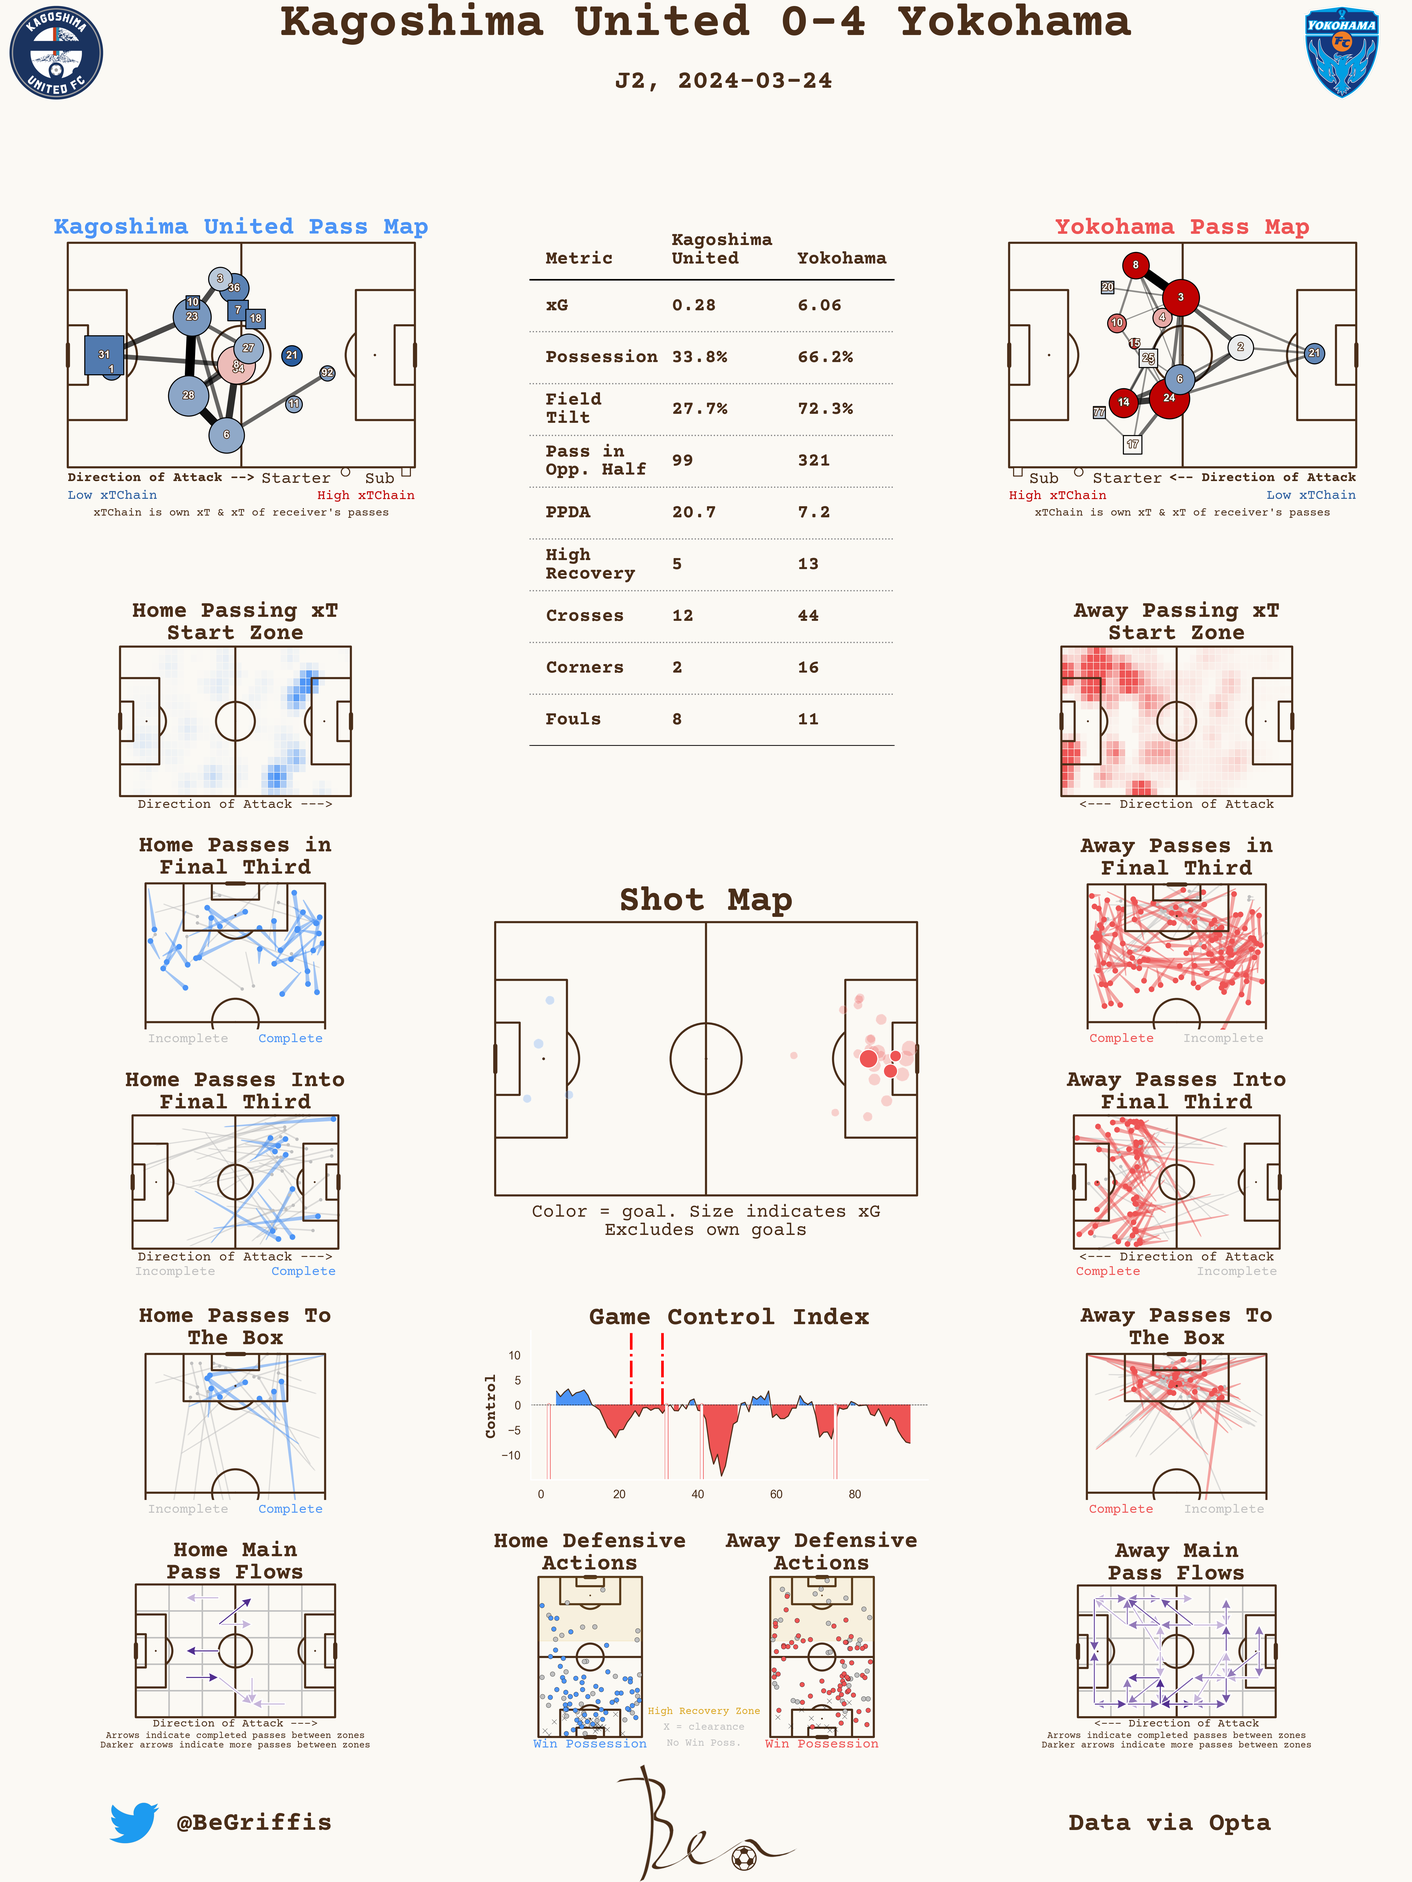 Kagoshima United 0-4 Yokohama
J2, 2024-03-24
KAGOSHIMA
UNITED FC
YOKOHAMA
FC
Kagoshima United Pass Map
3
36
10
7
18
23
27
31
1
21
92
28
11
6
Direction of Attack --> Starter Sub
Low xTChain High xTChain
xTChain is own xT & xT of receiver's passes
Metric Kagoshima United Yokohama
xG 0.28 6.06
Possession 33.8% 66.2%
Field Tilt 27.7% 72.3%
Pass in Opp. Half 99 321
PPDA 20.7 7.2
High Recovery 5 13
Crosses 12 44
Corners 2 16
Fouls 8 11
Yokohama Pass Map
8
20
3
10
4
15
25
2
21
6
14
24
77
17
Sub Starter <-- Direction of Attack
High xTChain Low xTChain
xTChain is own xT & xT of receiver's passes
Home Passing xT
Start Zone
Direction of Attack --->
Away Passing xT
Start Zone
<--- Direction of Attack
Home Passes in
Final Third
Incomplete Complete
Away Passes in
Final Third
Complete Incomplete
Shot Map
Color = goal. Size indicates xG
Excludes own goals
Home Passes Into
Final Third
Direction of Attack --->
Incomplete Complete
Away Passes Into
Final Third
<--- Direction of Attack
Complete Incomplete
Home Passes To
The Box
Incomplete Complete
Game Control Index
Control
10
5
0
−5
−10
0 20 40 60 80
Away Passes To
The Box
Complete Incomplete
Home Main
Pass Flows
Direction of Attack --->
Arrows indicate completed passes between zones
Darker arrows indicate more passes between zones
Home Defensive
Actions
Win Possession
High Recovery Zone
X = clearance
No Win Poss.
Away Defensive
Actions
Win Possession
Away Main
Pass Flows
<--- Direction of Attack
Arrows indicate completed passes between zones
Darker arrows indicate more passes between zones
@BeGriffis
Ben
Data via Opta